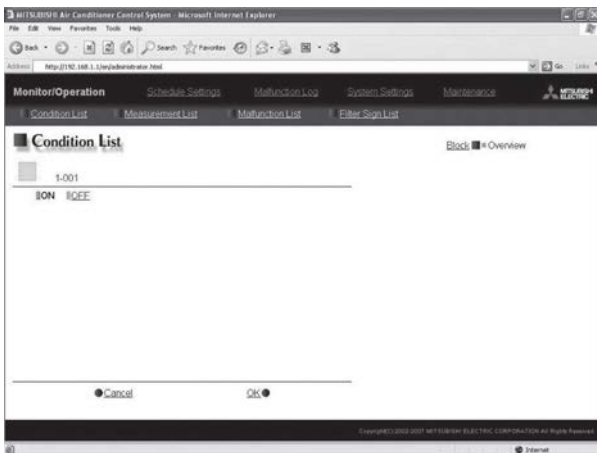 MITSUBISHI Air Conditioner Control System - Microsoft Internet Explorer
File Edit View Favorites Tools Help
Back Search Favorites
Address http://192.168.1.1/en/administrator.html Go Links
Monitor/Operation Schedule Settings Malfunction Log System Settings Maintenance MITSUBISHI ELECTRIC
Condition List Measurement List Malfunction List Filter Sign List
Condition List Block Overview
1-001
ON OFF
Cancel OK
Copyright(C) 2002-2007 MITSUBISHI ELECTRIC CORPORATION All Rights Reserved
Internet